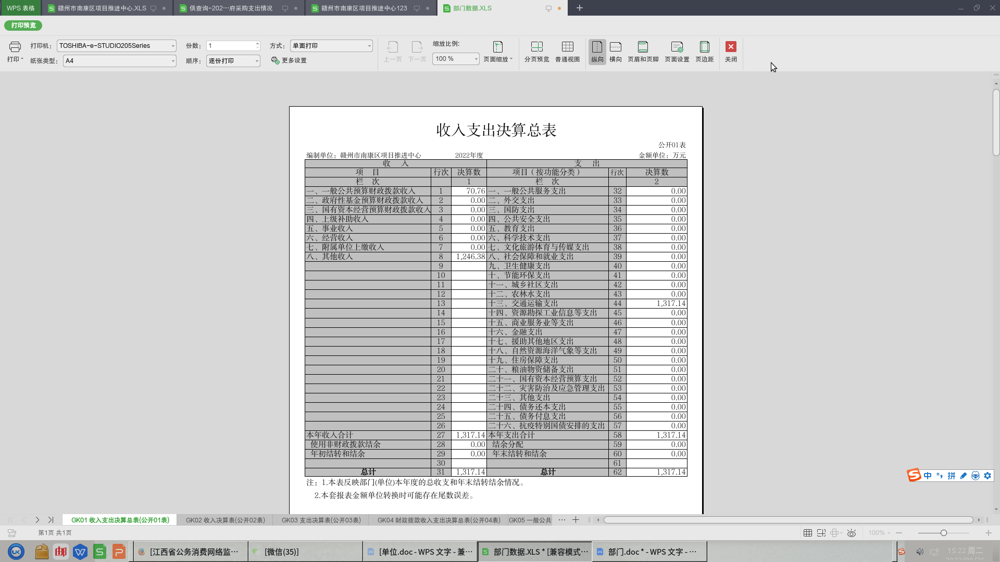 WPS 表格 赣州市南康区项目推进中心.XLS 供查询-202…府采购支出情况 赣州市南康区项目推进中心123 部门数据.XLS
打印预览
打印机： TOSHIBA-e-STUDIO205Series 份数： 1 方式： 单面打印 缩放比例：
打印 纸张类型： A4 顺序： 逐份打印 更多设置 上一页 下一页 100 % 页面缩放 分页预览 普通视图 纵向 横向 页眉和页脚 页面设置 页边距 关闭
收入支出决算总表
公开01表
编制单位：赣州市南康区项目推进中心 2022年度 金额单位：万元
收 入 支 出
项 目 行次 决算数 项目（按功能分类） 行次 决算数
栏 次 1 栏 次 2
一、一般公共预算财政拨款收入 1 70.76 一、一般公共服务支出 32 0.00
二、政府性基金预算财政拨款收入 2 0.00 二、外交支出 33 0.00
三、国有资本经营预算财政拨款收入 3 0.00 三、国防支出 34 0.00
四、上级补助收入 4 0.00 四、公共安全支出 35 0.00
五、事业收入 5 0.00 五、教育支出 36 0.00
六、经营收入 6 0.00 六、科学技术支出 37 0.00
七、附属单位上缴收入 7 0.00 七、文化旅游体育与传媒支出 38 0.00
八、其他收入 8 1,246.38 八、社会保障和就业支出 39 0.00
9 九、卫生健康支出 40 0.00
10 十、节能环保支出 41 0.00
11 十一、城乡社区支出 42 0.00
12 十二、农林水支出 43 0.00
13 十三、交通运输支出 44 1,317.14
14 十四、资源勘探工业信息等支出 45 0.00
15 十五、商业服务业等支出 46 0.00
16 十六、金融支出 47 0.00
17 十七、援助其他地区支出 48 0.00
18 十八、自然资源海洋气象等支出 49 0.00
19 十九、住房保障支出 50 0.00
20 二十、粮油物资储备支出 51 0.00
21 二十一、国有资本经营预算支出 52 0.00
22 二十二、灾害防治及应急管理支出 53 0.00
23 二十三、其他支出 54 0.00
24 二十四、债务还本支出 55 0.00
25 二十五、债务付息支出 56 0.00
26 二十六、抗疫特别国债安排的支出 57 0.00
本年收入合计 27 1,317.14 本年支出合计 58 1,317.14
使用非财政拨款结余 28 0.00 结余分配 59 0.00
年初结转和结余 29 0.00 年末结转和结余 60 0.00
30 61
总计 31 1,317.14 总计 62 1,317.14
注：1.本表反映部门(单位)本年度的总收支和年末结转结余情况。
2.本套报表金额单位转换时可能存在尾数误差。
中 拼
GK01 收入支出决算总表(公开01表) GK02 收入决算表(公开02表) GK03 支出决算表(公开03表) GK04 财政拨款收入支出决算总表(公开04表) GK05 一般公共 …
第1页 共1页 100%
[江西省公务消费网络监… [微信(35)] [单位.doc - WPS 文字 - 兼… 部门数据.XLS * [兼容模式… 部门.doc * - WPS 文字 - … 15:22 周二